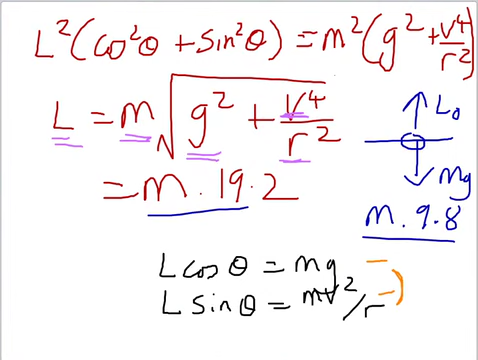 L²(cos²θ + sin²θ) = m²(g² + v⁴/r²)
L = m√(g² + v⁴/r²)
= m . 19.2
L₀
mg
m . 9.8
L cos θ = mg
L sin θ = mv²/r